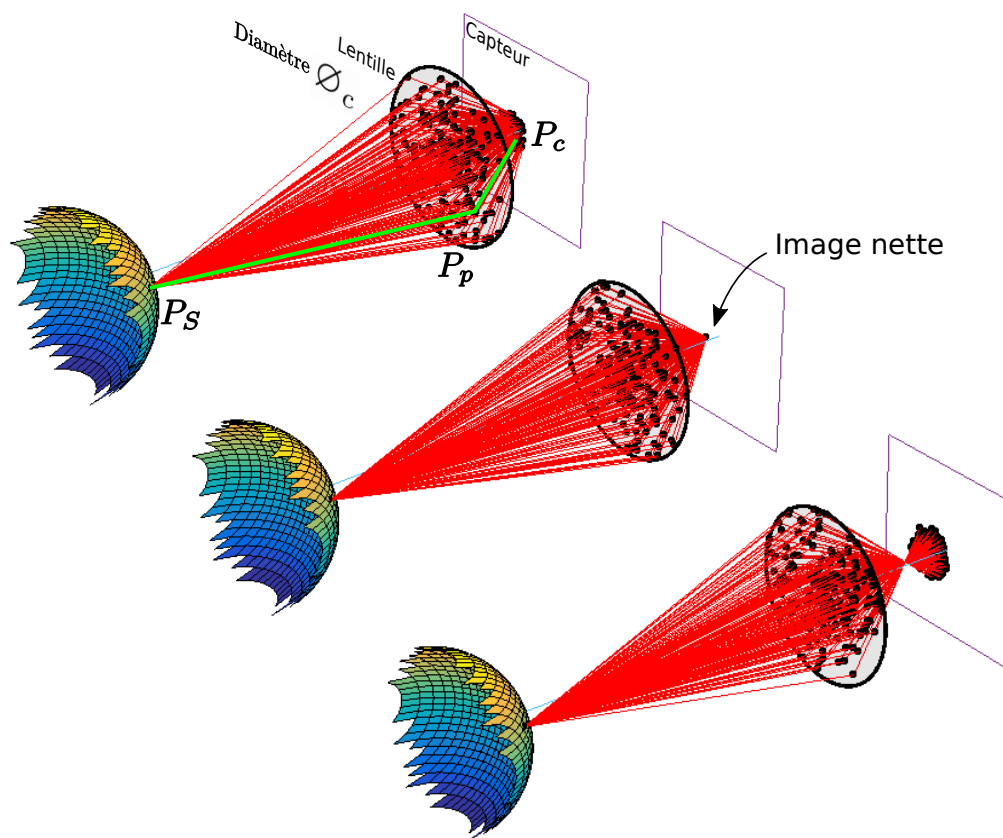 Diamètre ∅c
Lentille
Capteur
Pc
Pp
PS
Image nette